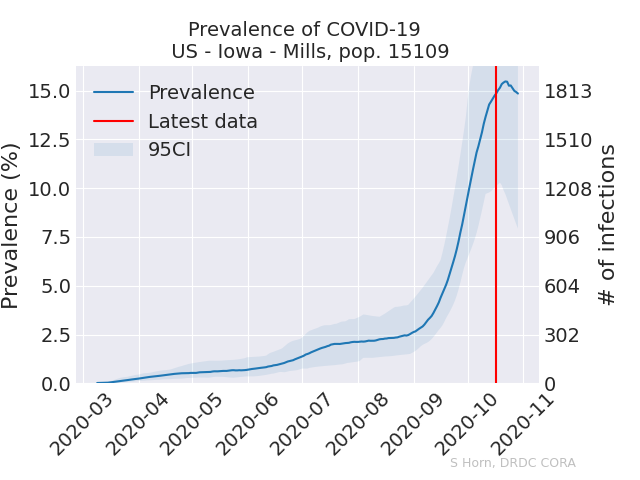 Prevalence of COVID-19
US - Iowa - Mills, pop. 15109
Prevalence
Latest data
95CI
Prevalence (%)
15.0
12.5
10.0
7.5
5.0
2.5
0.0
1813
1510
1208
906
604
302
0
# of infections
2020-03
2020-04
2020-05
2020-06
2020-07
2020-08
2020-09
2020-10
2020-11
S Horn, DRDC CORA